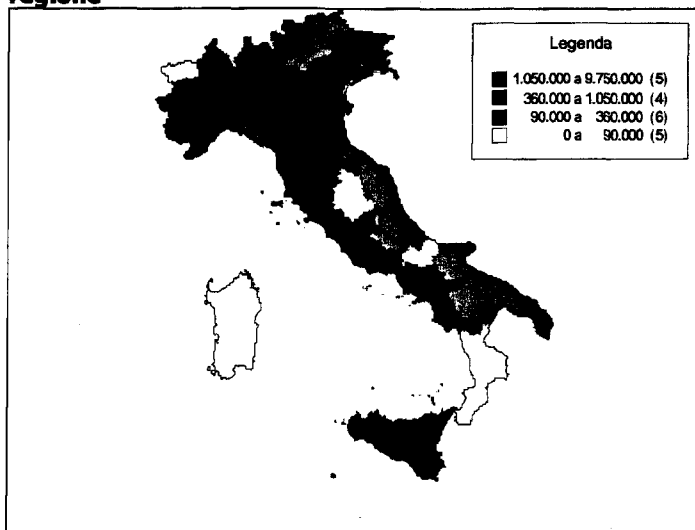 regione
Legenda
1.050.000 a 9.750.000 (5)
360.000 a 1.050.000 (4)
90.000 a 360.000 (6)
0 a 90.000 (5)